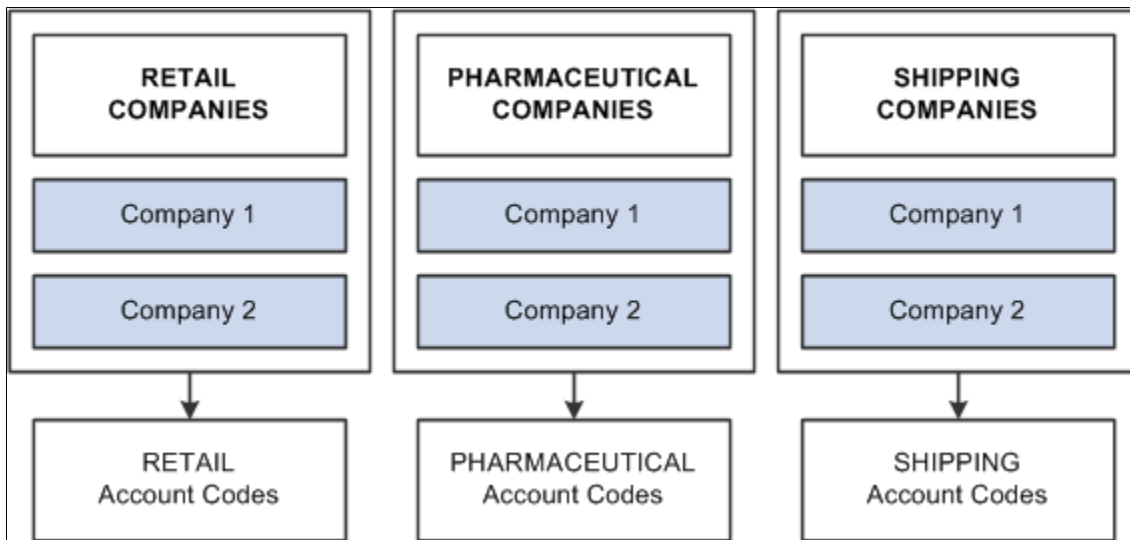 RETAIL
COMPANIES
Company 1
Company 2
RETAIL
Account Codes
PHARMACEUTICAL
COMPANIES
Company 1
Company 2
PHARMACEUTICAL
Account Codes
SHIPPING
COMPANIES
Company 1
Company 2
SHIPPING
Account Codes